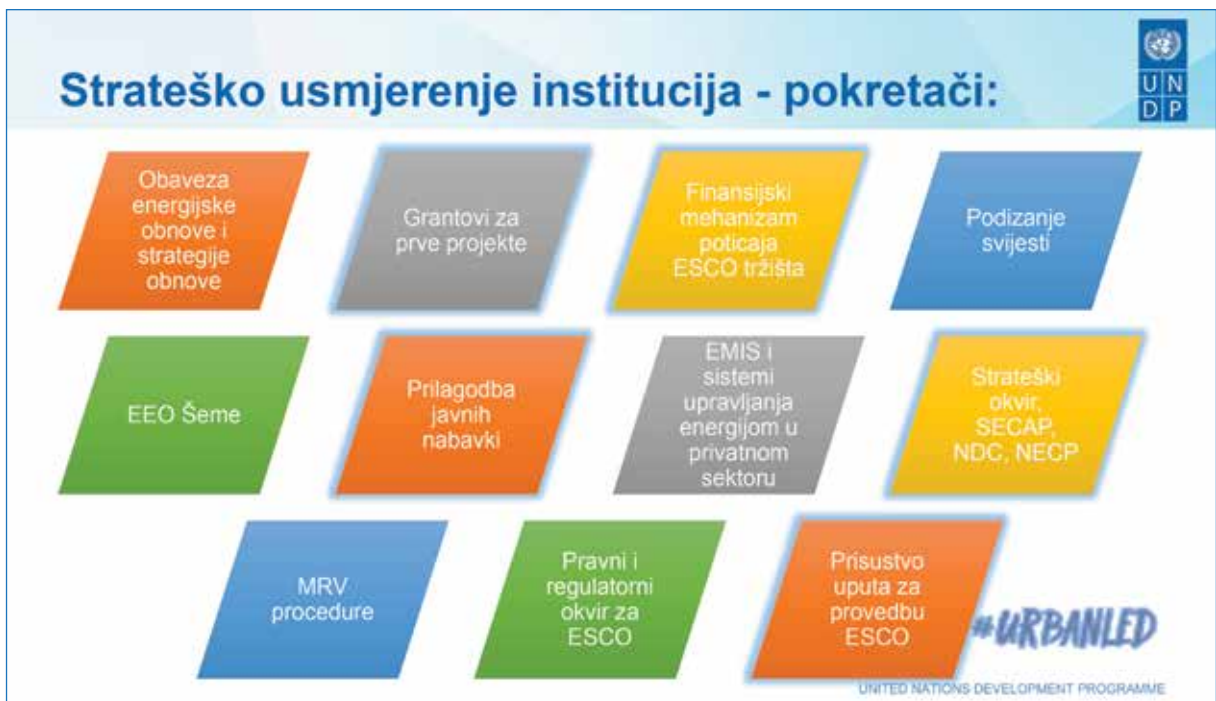 Strateško usmjerenje institucija - pokretači:
U N
D P
Obaveza
energijske
obnove i
strategije
obnove
Grantovi za
prve projekte
Finansijski
mehanizam
poticaja
ESCO tržišta
Podizanje
svijesti
EEO Šeme
Prilagodba
javnih
nabavki
EMIS i
sistemi
upravljanja
energijom u
privatnom
sektoru
Strateški
okvir,
SECAP,
NDC, NECP
MRV
procedure
Pravni i
regulatorni
okvir za
ESCO
Prisustvo
uputa za
provedbu
ESCO
#URBANLED
UNITED NATIONS DEVELOPMENT PROGRAMME